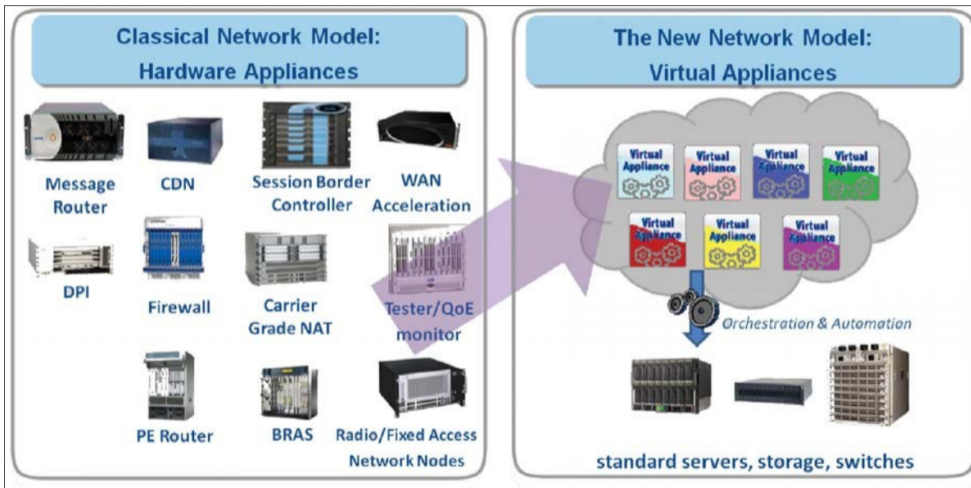 Classical Network Model:
Hardware Appliances
Message
Router
CDN
Session Border
Controller
WAN
Acceleration
DPI
Firewall
Carrier
Grade NAT
Tester/QoE
monitor
PE Router
BRAS
Radio/Fixed Access
Network Nodes
The New Network Model:
Virtual Appliances
Virtual
Appliance
Virtual
Appliance
Virtual
Appliance
Virtual
Appliance
Virtual
Appliance
Virtual
Appliance
Virtual
Appliance
Orchestration & Automation
standard servers, storage, switches